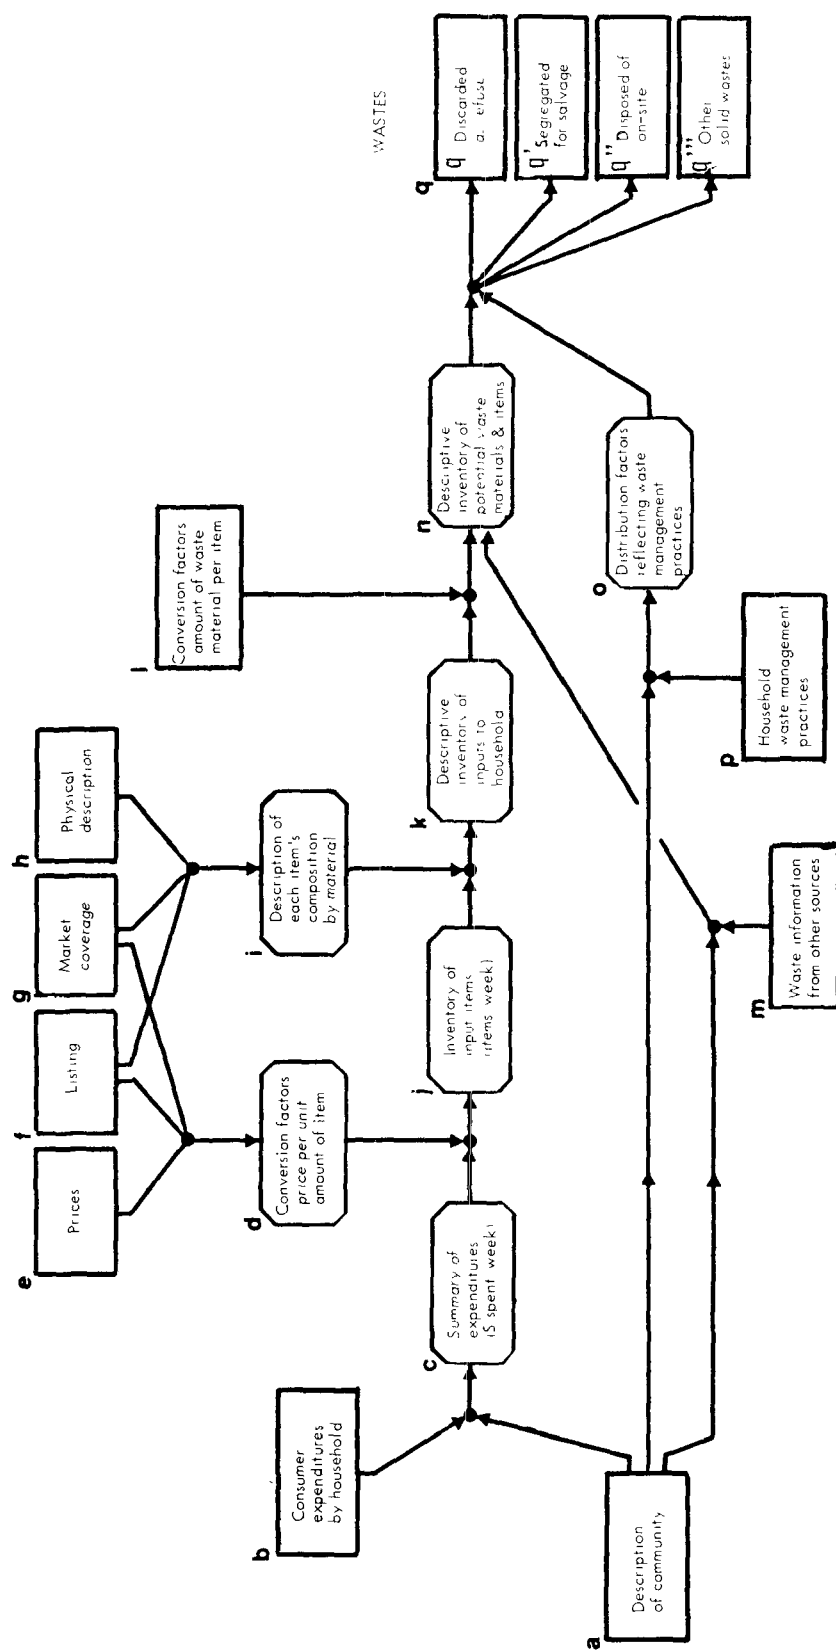 a
Description
of community
b
Consumer
expenditures
by household
c
Summary of
expenditures
($ spent week)
d
Conversion factors
price per unit
amount of item
e
Prices
f
Listing
g
Market
coverage
h
Physical
description
i
Description of
each item's
composition
by material
j
Inventory of
input items
(items week)
k
Descriptive
inventory of
inputs to
household
l
Conversion factors
amount of waste
material per item
m
Waste information
from other sources
n
Descriptive
inventory of
potential waste
materials & items
o
Distribution factors
reflecting waste
management
practices
p
Household
waste management
practices
WASTES
q
q Discarded
q' Segregated
for salvage
q'' Disposed of
on-site
q''' Other
solid wastes